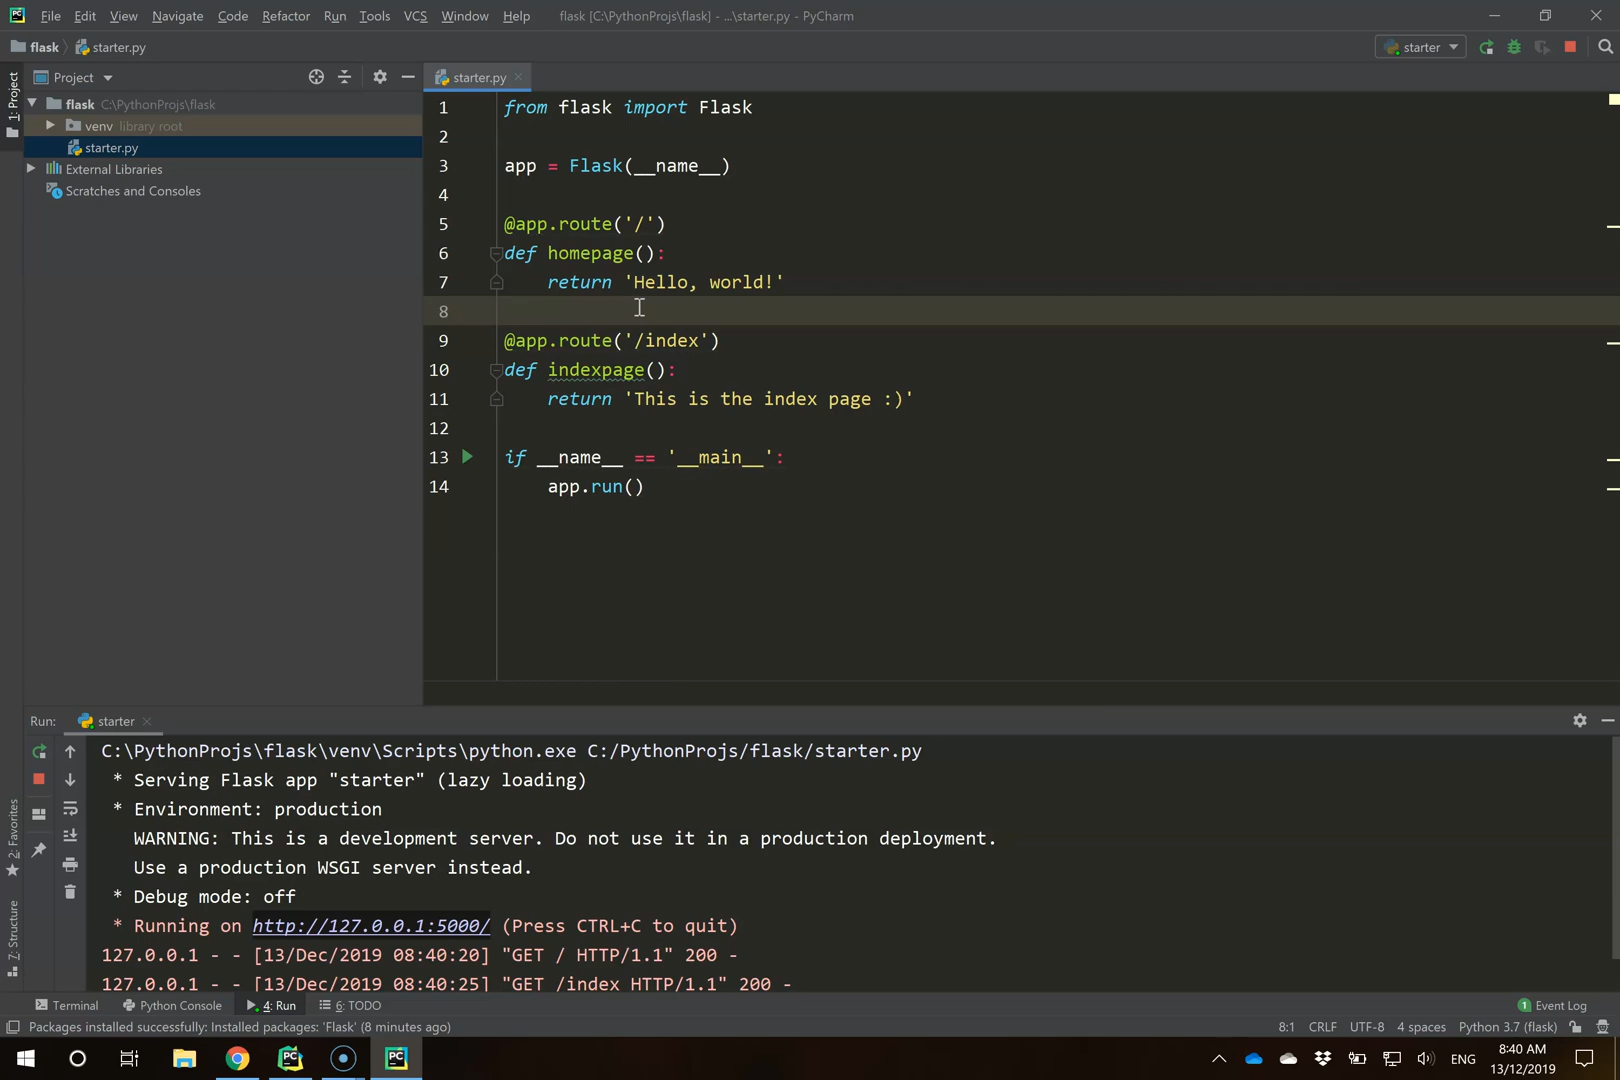 PC File Edit View Navigate Code Refactor Run Tools VCS Window Help flask [C:\PythonProjs\flask] - ...\starter.py - PyCharm
flask starter.py starter
1: Project
Project
flask C:\PythonProjs\flask
venv library root
starter.py
External Libraries
Scratches and Consoles
starter.py
1 from flask import Flask
2
3 app = Flask(__name__)
4
5 @app.route('/')
6 def homepage():
7 return 'Hello, world!'
8
9 @app.route('/index')
10 def indexpage():
11 return 'This is the index page :)'
12
13 if __name__ == '__main__':
14 app.run()
2: Favorites
7: Structure
Run: starter
C:\PythonProjs\flask\venv\Scripts\python.exe C:/PythonProjs/flask/starter.py
* Serving Flask app "starter" (lazy loading)
* Environment: production
WARNING: This is a development server. Do not use it in a production deployment.
Use a production WSGI server instead.
* Debug mode: off
* Running on http://127.0.0.1:5000/ (Press CTRL+C to quit)
127.0.0.1 - - [13/Dec/2019 08:40:20] "GET / HTTP/1.1" 200 -
127.0.0.1 - - [13/Dec/2019 08:40:25] "GET /index HTTP/1.1" 200 -
Terminal Python Console 4: Run 6: TODO 1 Event Log
Packages installed successfully: Installed packages: 'Flask' (8 minutes ago) 8:1 CRLF UTF-8 4 spaces Python 3.7 (flask)
PC PC ENG 8:40 AM
13/12/2019